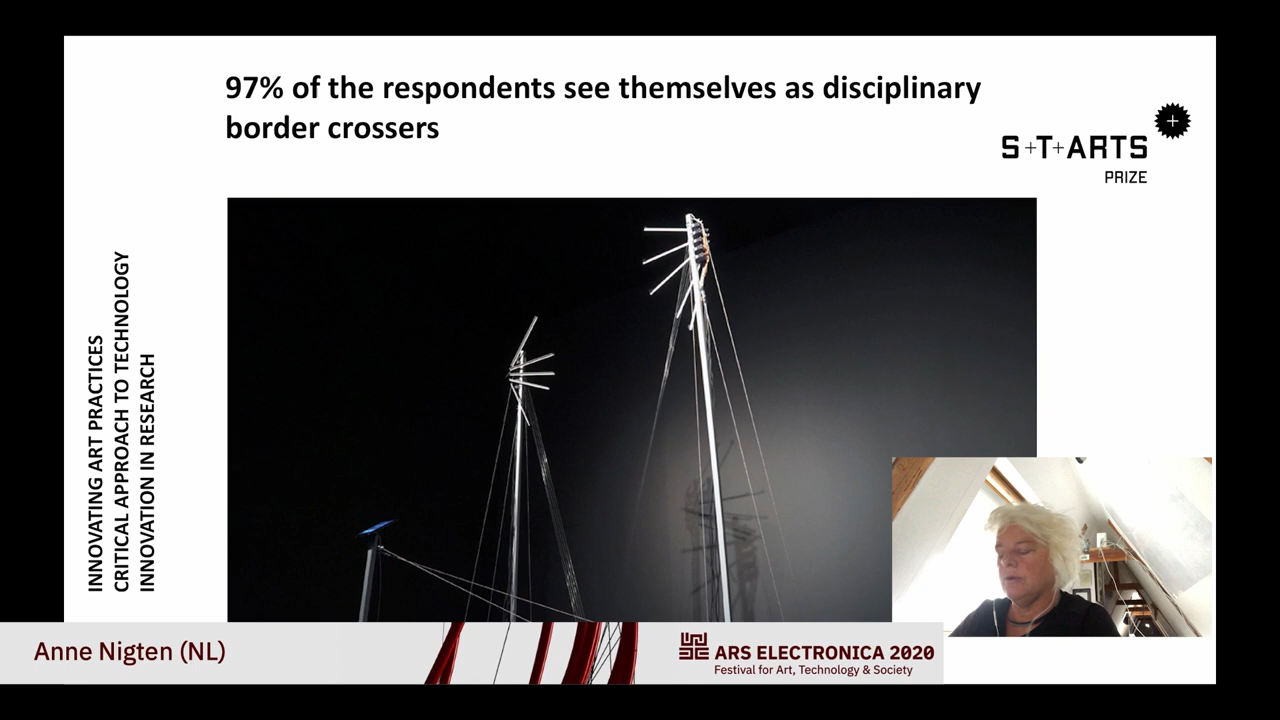 97% of the respondents see themselves as disciplinary
border crossers
S+T+ARTS
PRIZE
INNOVATING ART PRACTICES
CRITICAL APPROACH TO TECHNOLOGY
INNOVATION IN RESEARCH
Anne Nigten (NL)
ARS ELECTRONICA 2020
Festival for Art, Technology & Society